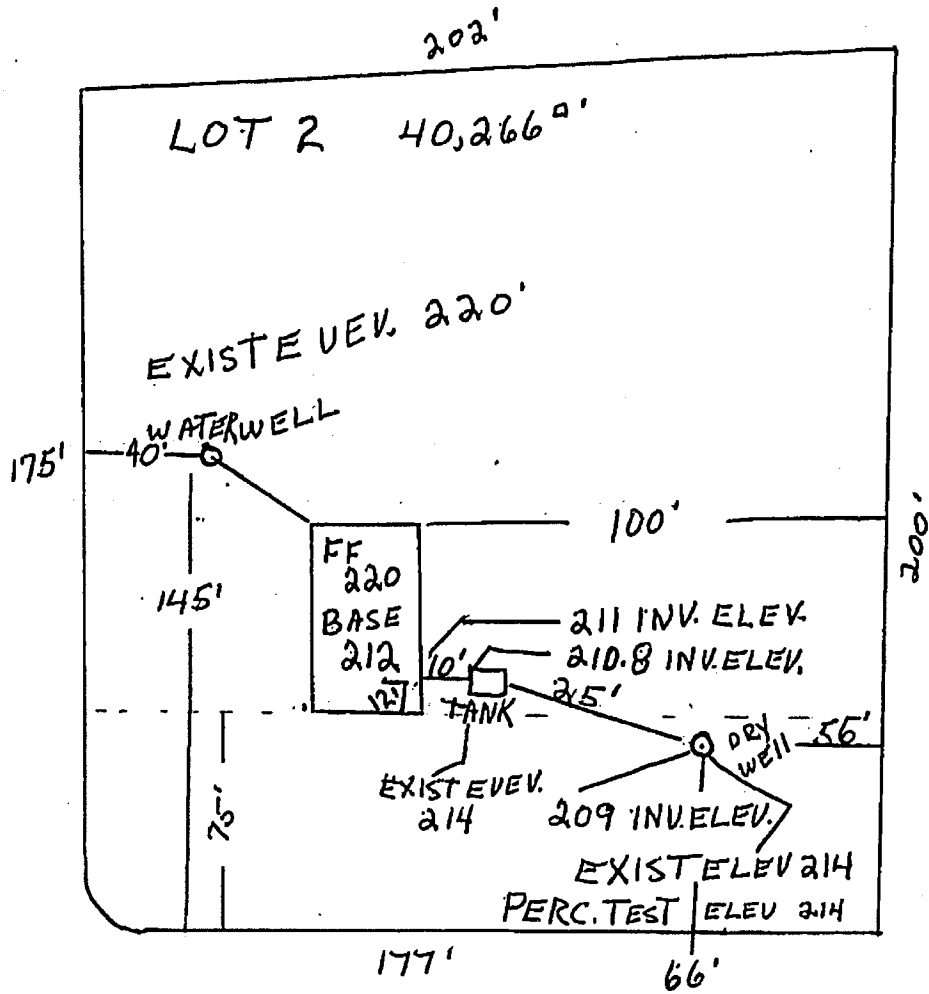 202'
LOT 2 40,266□'
EXIST EVEV. 220'
WATERWELL
175'
40'
100'
200'
FF
220
BASE
212
12'
145'
211 INV. ELEV.
210.8 INV. ELEV.
10'
25'
TANK
DRY
WELL
56'
EXIST EVEV.
214
209 INV. ELEV.
75'
EXIST ELEV 214
PERC. TEST ELEV 214
177'
66'